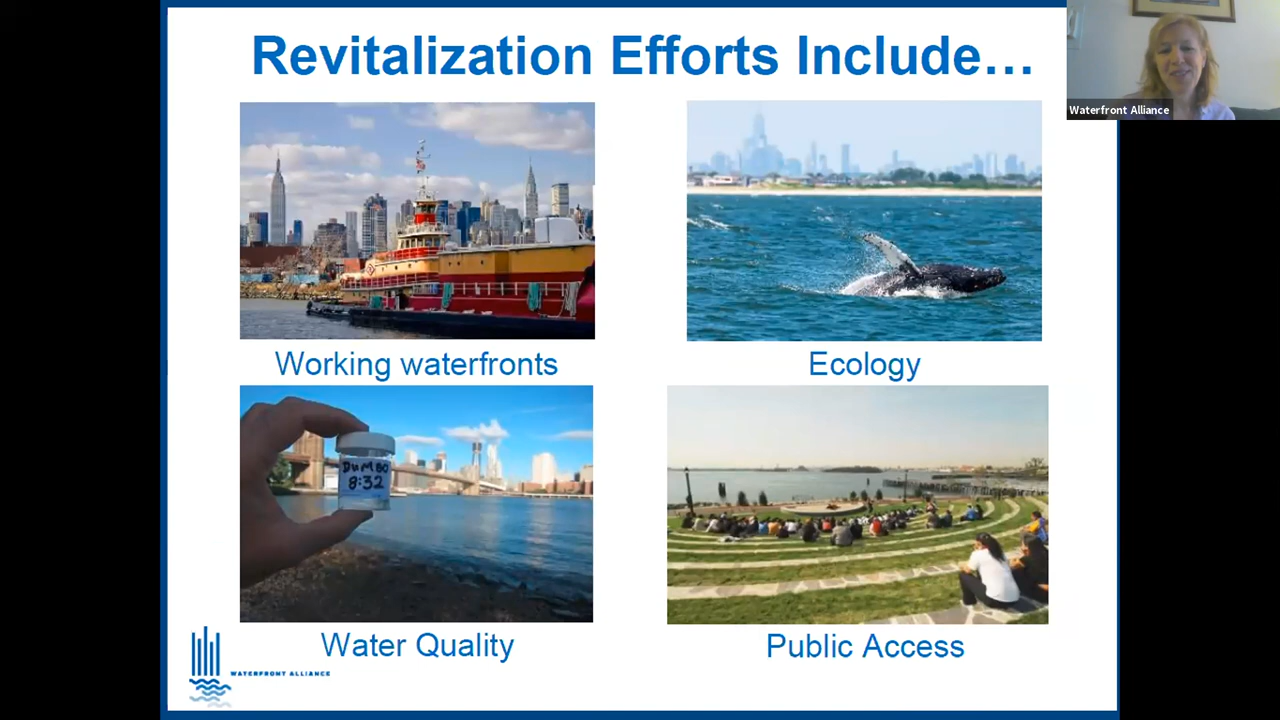 Revitalization Efforts Include…
Waterfront Alliance
Working waterfronts
Ecology
DUMBO
8:32
Water Quality
Public Access
WATERFRONT ALLIANCE